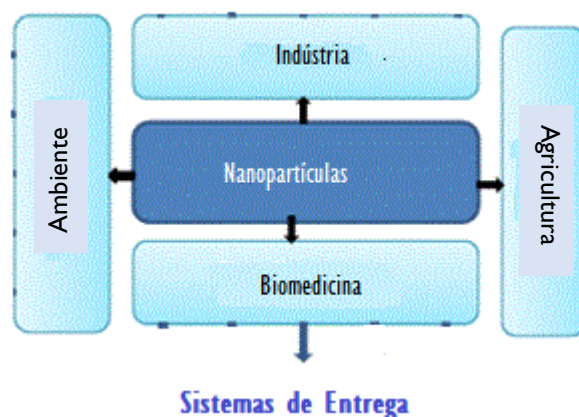 Indústria
Ambiente
Nanopartículas
Agricultura
Biomedicina
Sistemas de Entrega